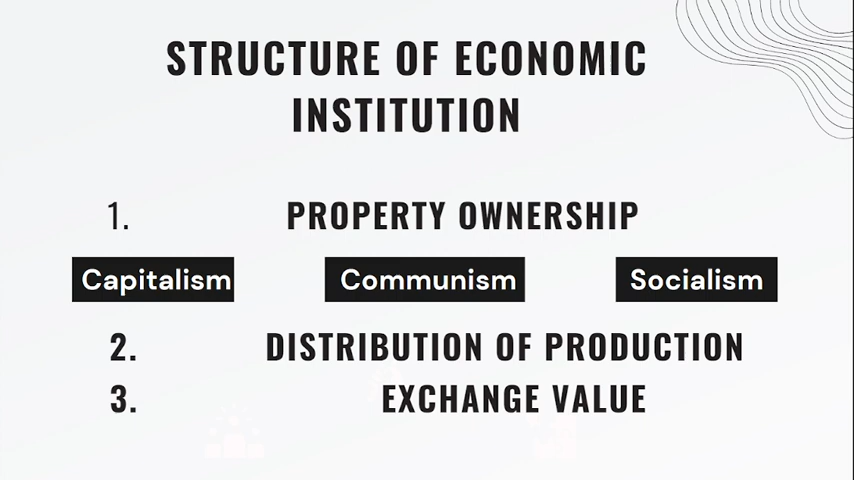 STRUCTURE OF ECONOMIC
INSTITUTION
1. PROPERTY OWNERSHIP
Capitalism Communism Socialism
2. DISTRIBUTION OF PRODUCTION
3. EXCHANGE VALUE